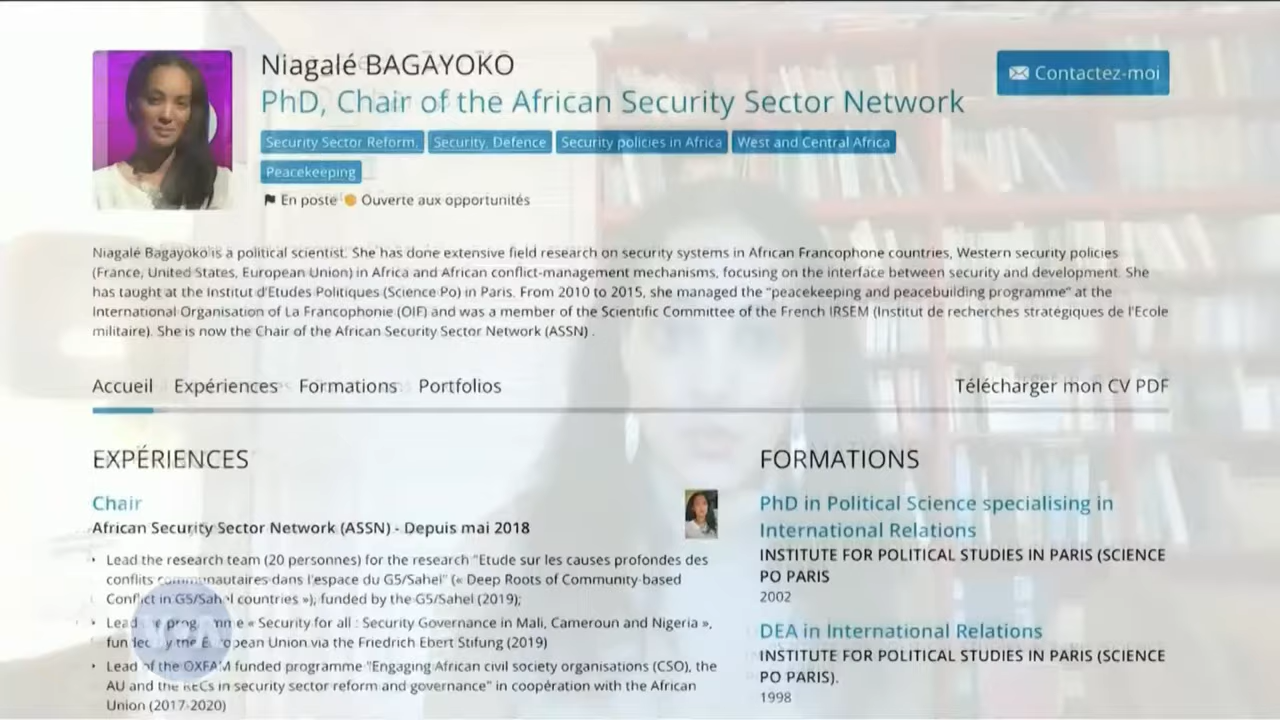 Niagalé BAGAYOKO
Contactez-moi
PhD, Chair of the African Security Sector Network
Security Sector Reform,
Security, Defence
Security policies in Africa
West and Central Africa
Peacekeeping
En poste
Ouverte aux opportunités
Niagalé Bagayoko is a political scientist. She has done extensive field research on security systems in African Francophone countries, Western security policies
(France, United States, European Union) in Africa and African conflict-management mechanisms, focusing on the interface between security and development. She
has taught at the Institut d'Etudes Politiques (Science Po) in Paris. From 2010 to 2015, she managed the "peacekeeping and peacebuilding programme" at the
International Organisation of La Francophonie (OIF) and was a member of the Scientific Committee of the French IRSEM (Institut de recherches stratégiques de l'Ecole
militaire). She is now the Chair of the African Security Sector Network (ASSN) .
Accueil Expériences Formations Portfolios
Télécharger mon CV PDF
EXPÉRIENCES
Chair
African Security Sector Network (ASSN) - Depuis mai 2018
• Lead the research team (20 personnes) for the research "Etude sur les causes profondes des
conflits communautaires dans l'espace du G5/Sahel" (« Deep Roots of Community-based
Conflict in G5/Sahel countries »), funded by the G5/Sahel (2019);
• Lead the programme « Security for all : Security Governance in Mali, Cameroun and Nigeria »,
funded by the European Union via the Friedrich Ebert Stifung (2019)
• Lead of the OXFAM funded programme "Engaging African civil society organisations (CSO), the
AU and the RECs in security sector reform and governance" in coopération with the African
Union (2017-2020)
FORMATIONS
PhD in Political Science specialising in
International Relations
INSTITUTE FOR POLITICAL STUDIES IN PARIS (SCIENCE
PO PARIS
2002
DEA in International Relations
INSTITUTE FOR POLITICAL STUDIES IN PARIS (SCIENCE
PO PARIS).
1998